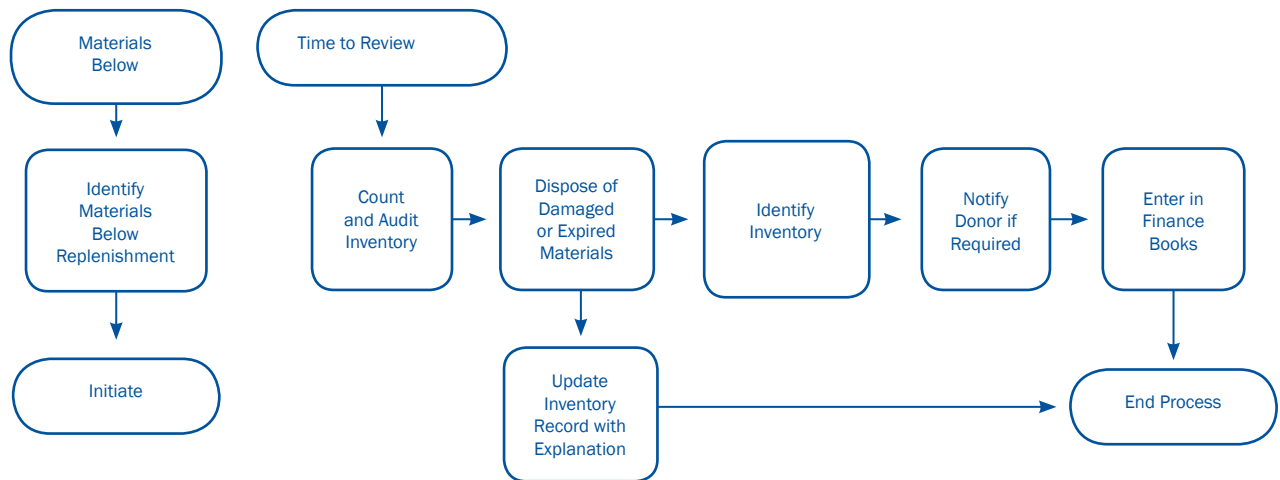 Materials
Below
Time to Review
Identify
Materials
Below
Replenishment
Initiate
Count
and Audit
Inventory
Dispose of
Damaged
or Expired
Materials
Identify
Inventory
Notify
Donor if
Required
Enter in
Finance
Books
Update
Inventory
Record with
Explanation
End Process